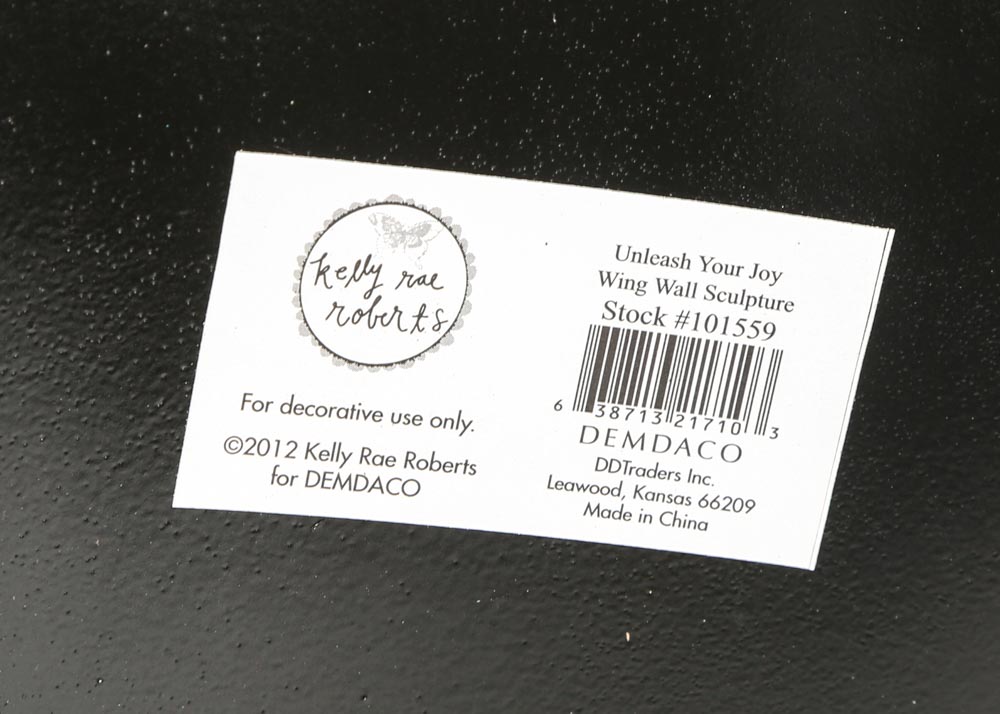 kelly rae
roberts
For decorative use only.
©2012 Kelly Rae Roberts
for DEMDACO
Unleash Your Joy
Wing Wall Sculpture
Stock #101559
6 38713 21710 3
DEMDACO
DDTraders Inc.
Leawood, Kansas 66209
Made in China